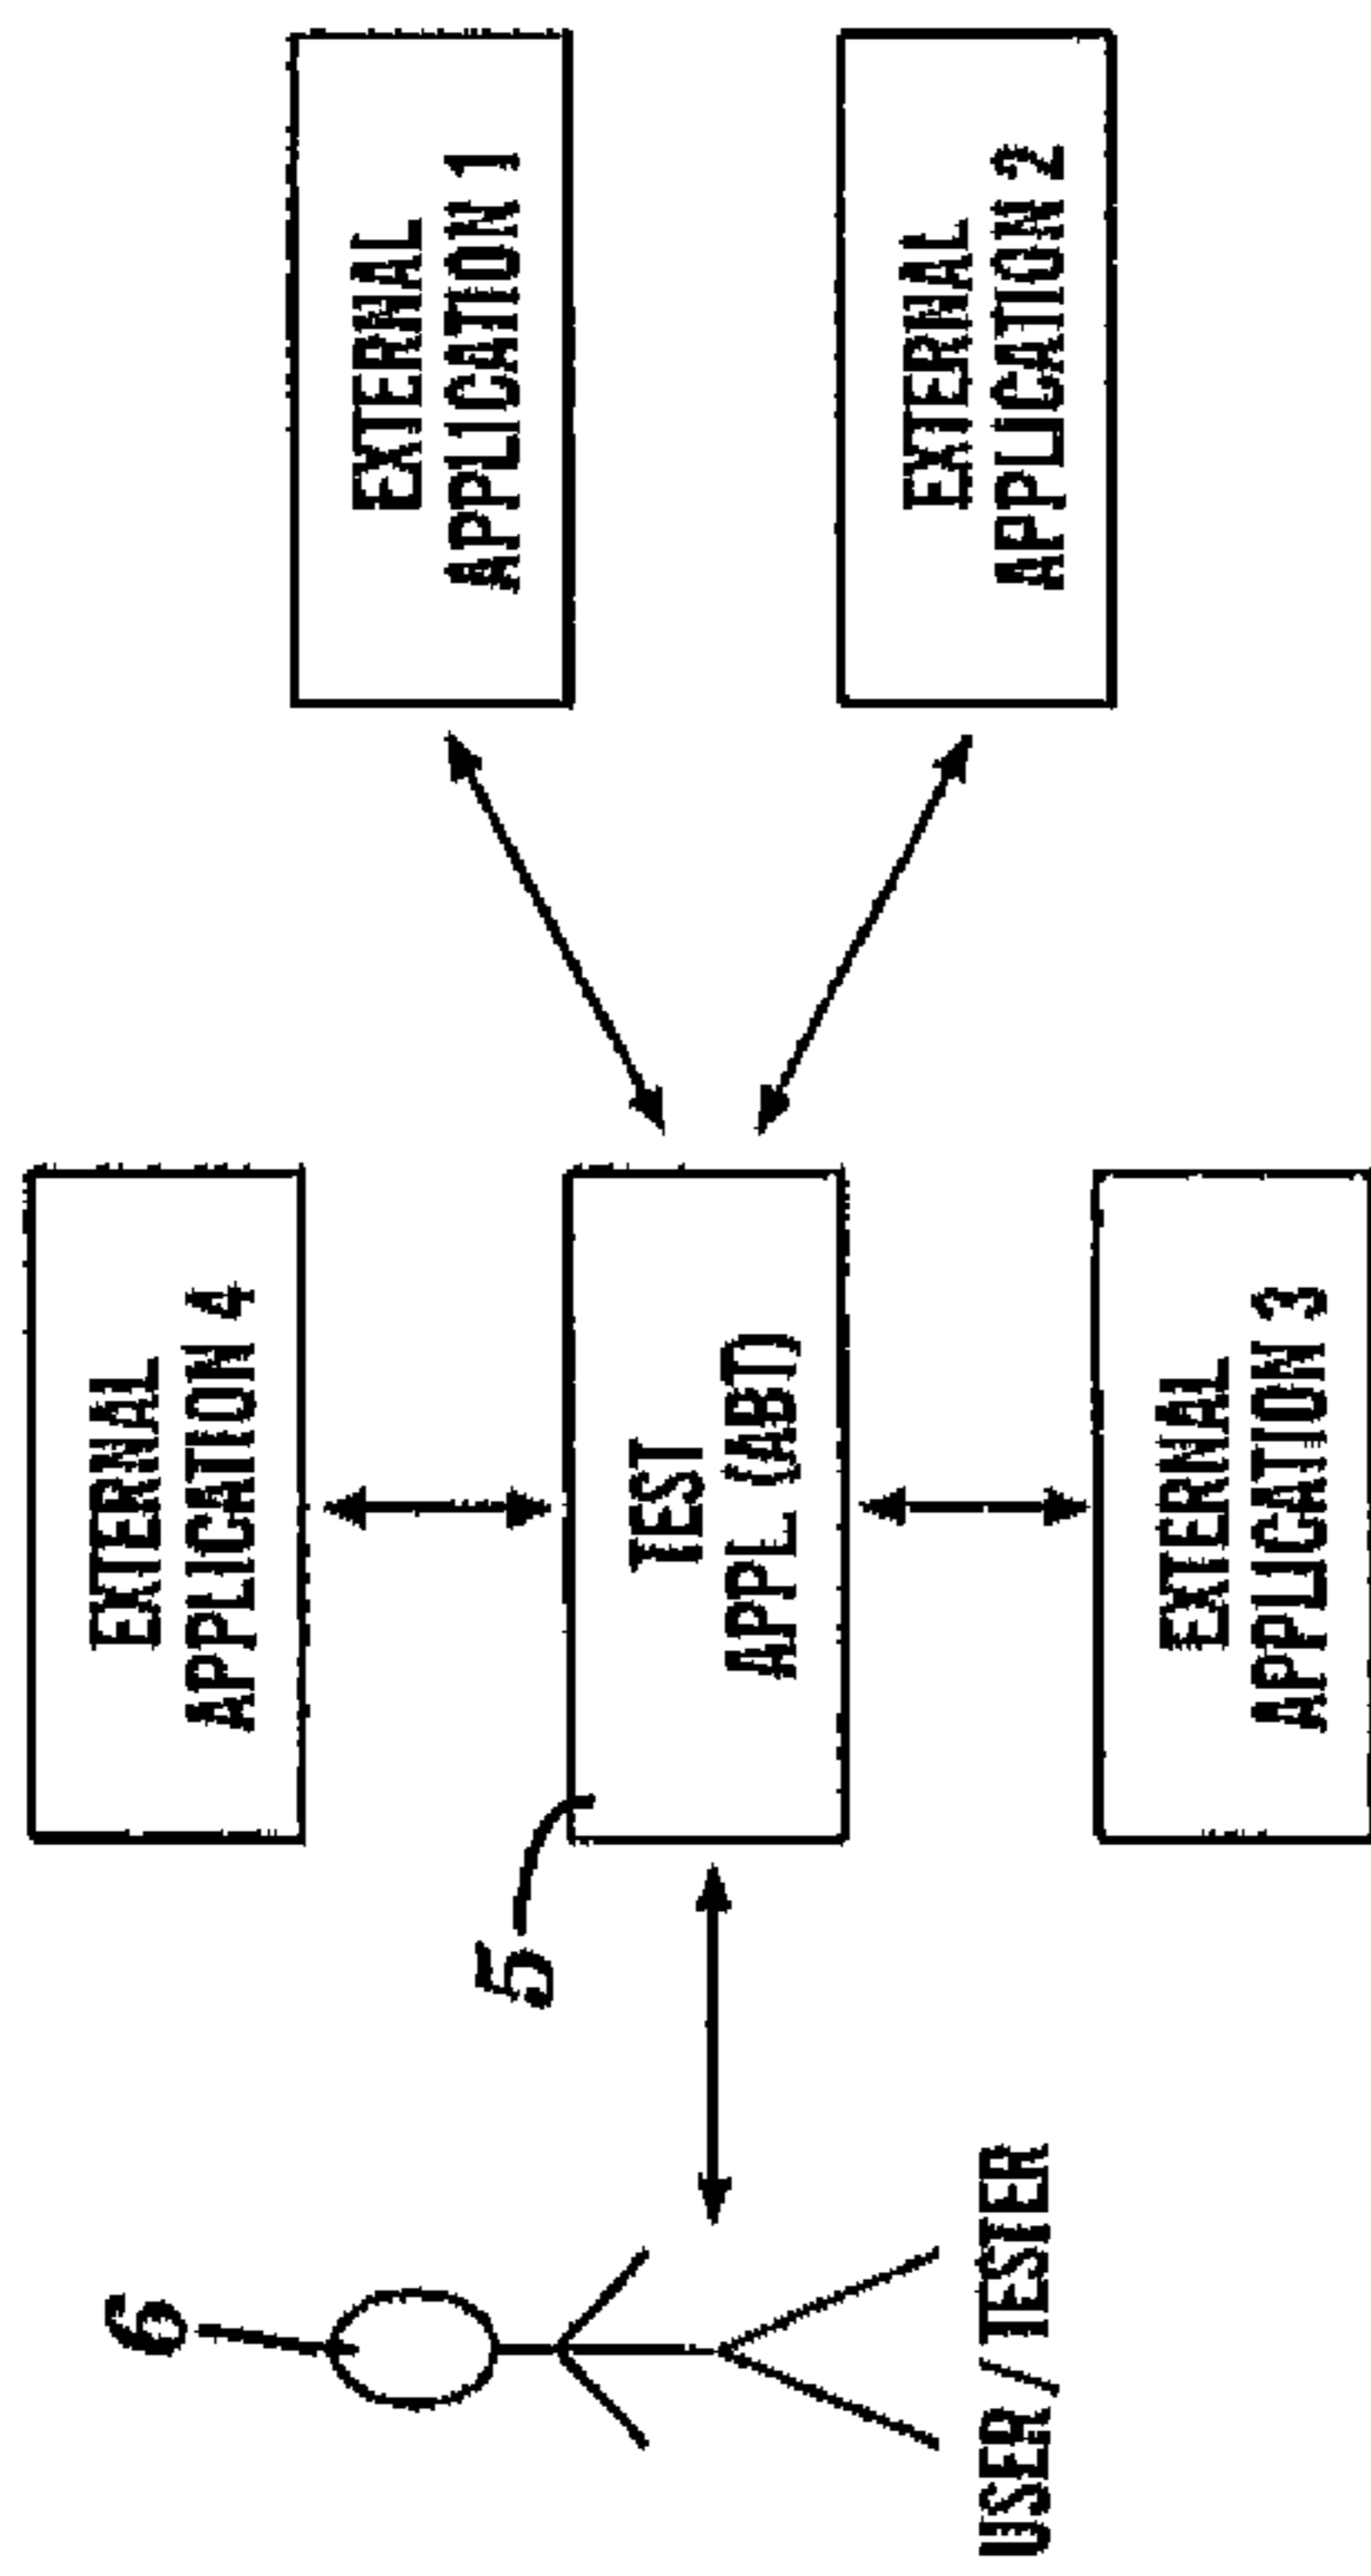 6
USER / TESTER
5
EXTERNAL
APPLICATION 4
TEST
APPL (ABT)
EXTERNAL
APPLICATION 3
EXTERNAL
APPLICATION 1
EXTERNAL
APPLICATION 2